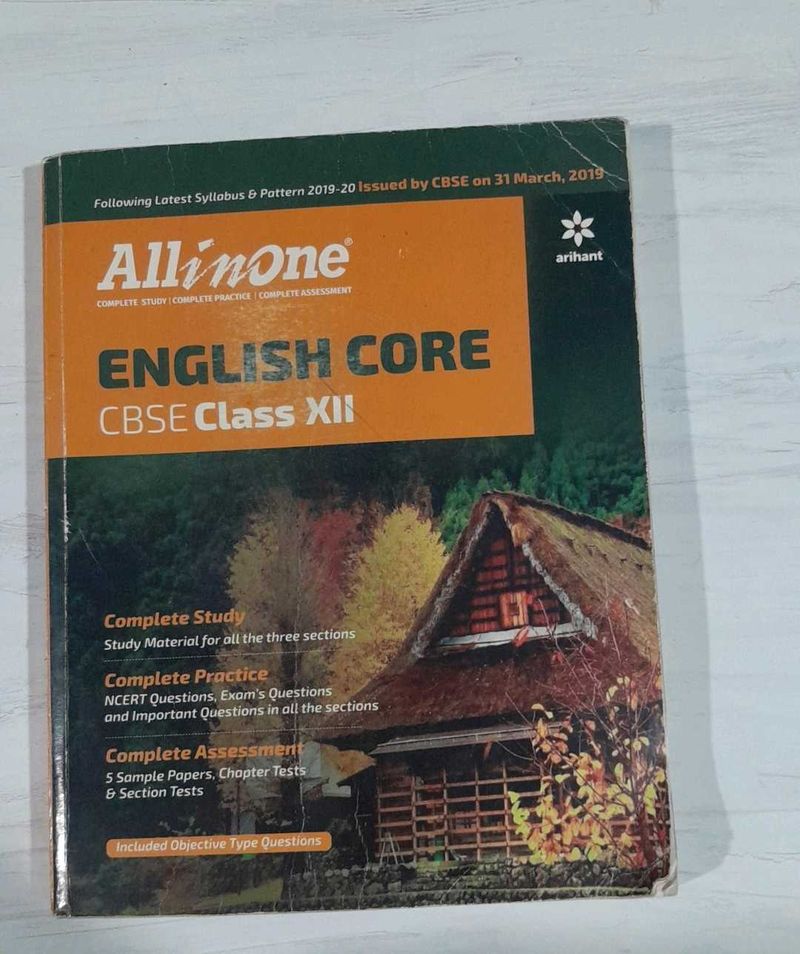 Following Latest Syllabus & Pattern 2019-20 Issued by CBSE on 31 March, 2019
arihant
All in One®
COMPLETE STUDY | COMPLETE PRACTICE | COMPLETE ASSESSMENT
ENGLISH CORE
CBSE Class XII
Complete Study
Study Material for all the three sections
Complete Practice
NCERT Questions, Exam's Questions
and Important Questions in all the sections
Complete Assessment
5 Sample Papers, Chapter Tests
& Section Tests
Included Objective Type Questions